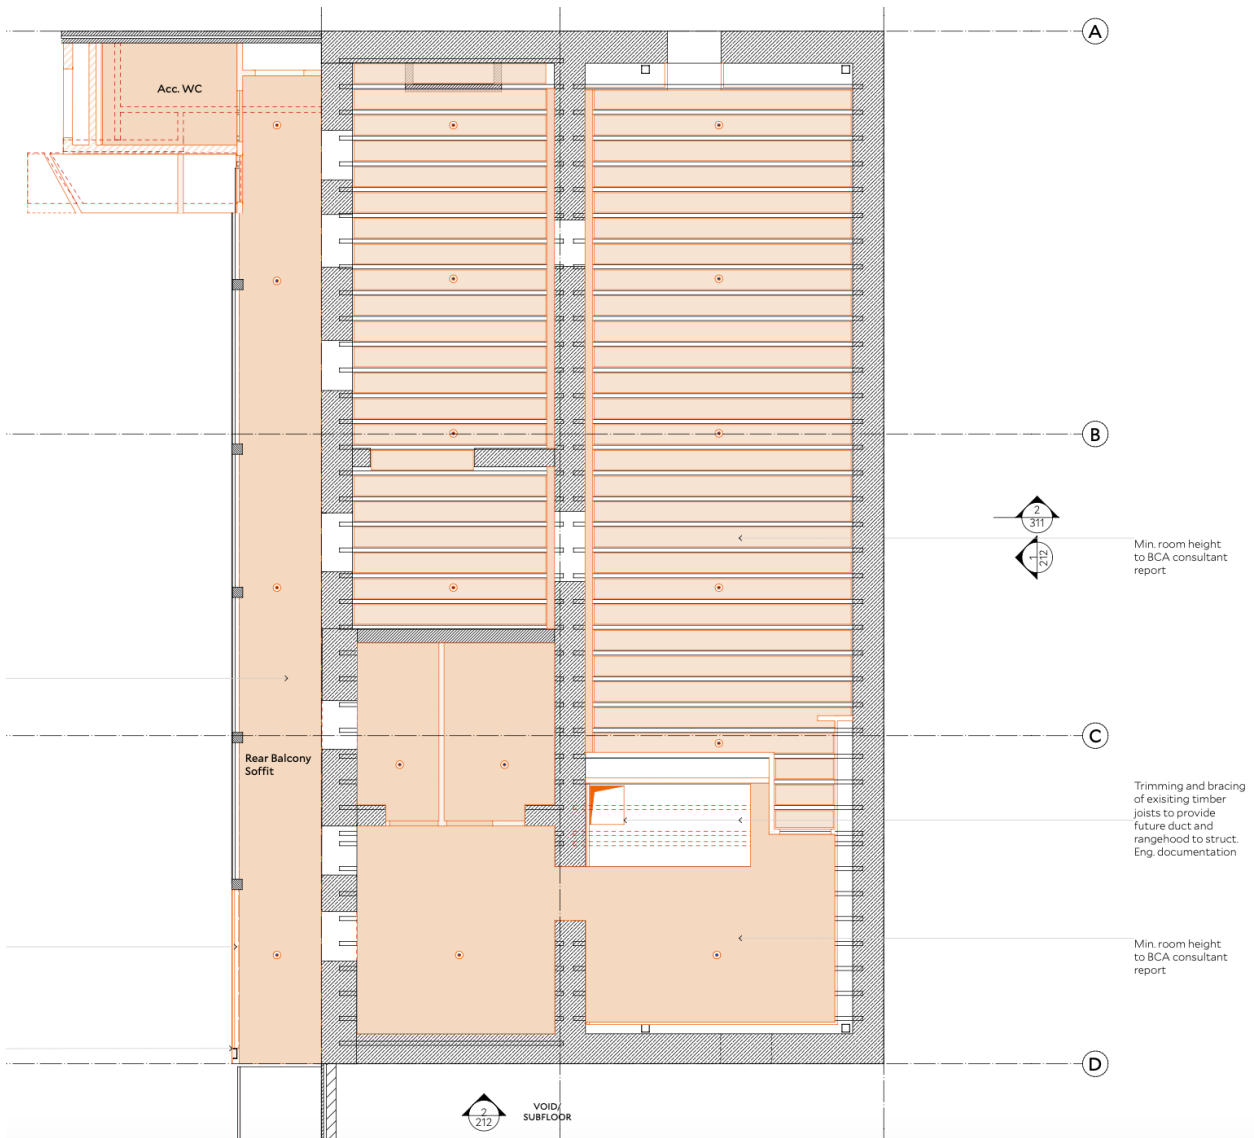 A
Acc. WC
B
2
311
1
212
Min. room height
to BCA consultant
report
C
Rear Balcony
Soffit
Trimming and bracing
of exisiting timber
joists to provide
future duct and
rangehood to struct.
Eng. documentation
Min. room height
to BCA consultant
report
D
2
212
VOID/
SUBFLOOR